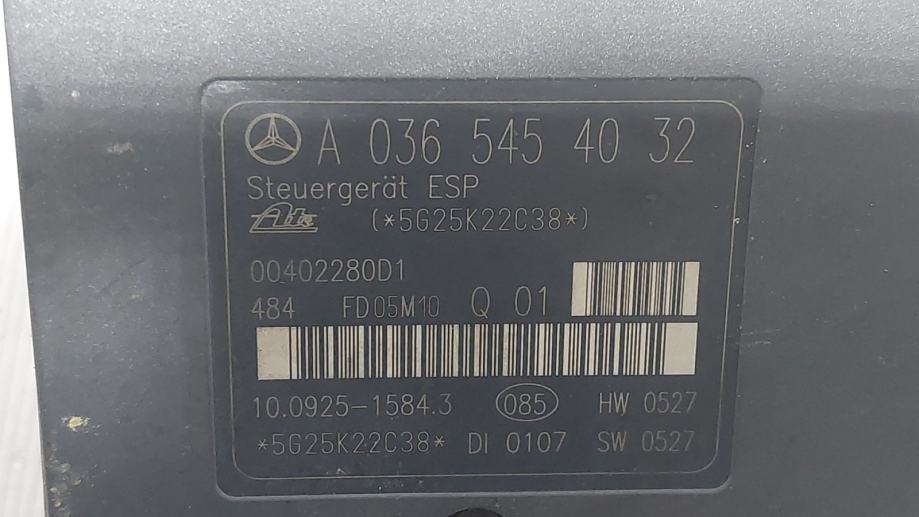 A 036 545 40 32
Steuergerät ESP
Ate (*5G25K22C38*)
00402280D1
484 FD05M10 Q 01
10.0925-1584.3 085 HW 0527
*5G25K22C38* DI 0107 SW 0527